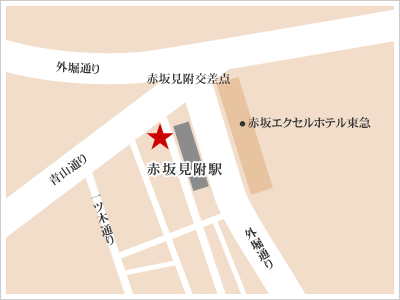 外堀通り
赤坂見附交差点
●赤坂エクセルホテル東急
青山通り
赤坂見附駅
一ツ木通り
外堀通り